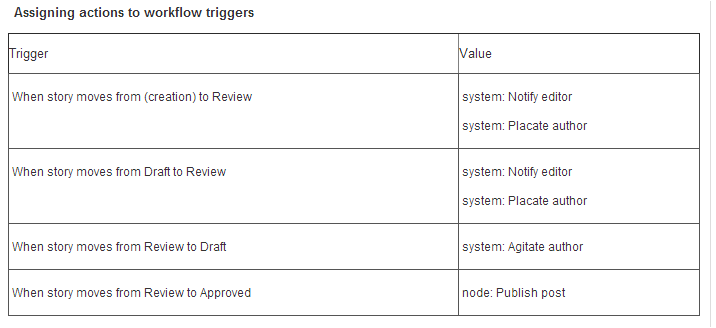 Assigning actions to workflow triggers
Trigger Value
When story moves from (creation) to Review system: Notify editor
system: Placate author
When story moves from Draft to Review system: Notify editor
system: Placate author
When story moves from Review to Draft system: Agitate author
When story moves from Review to Approved node: Publish post